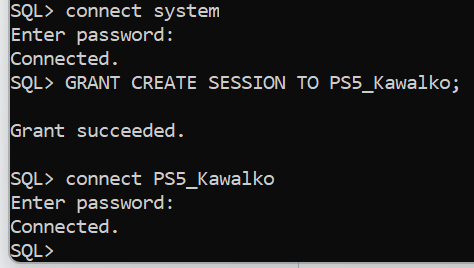 SQL> connect system
Enter password:
Connected.
SQL> GRANT CREATE SESSION TO PS5_Kawalko;
Grant succeeded.
SQL> connect PS5_Kawalko
Enter password:
Connected.
SQL>